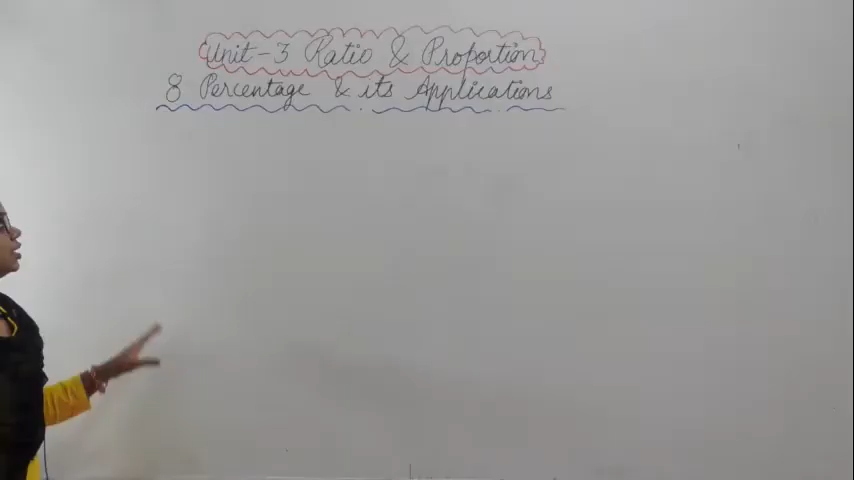 Unit-3 Ratio & Proportion
8 Percentage & its Applications